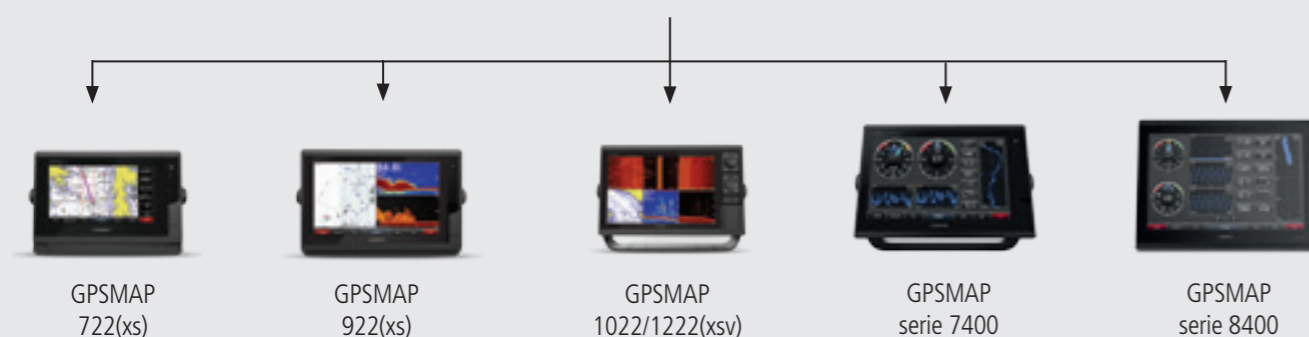 GPSMAP
722(xs)
GPSMAP
922(xs)
GPSMAP
1022/1222(xsv)
GPSMAP
serie 7400
GPSMAP
serie 8400